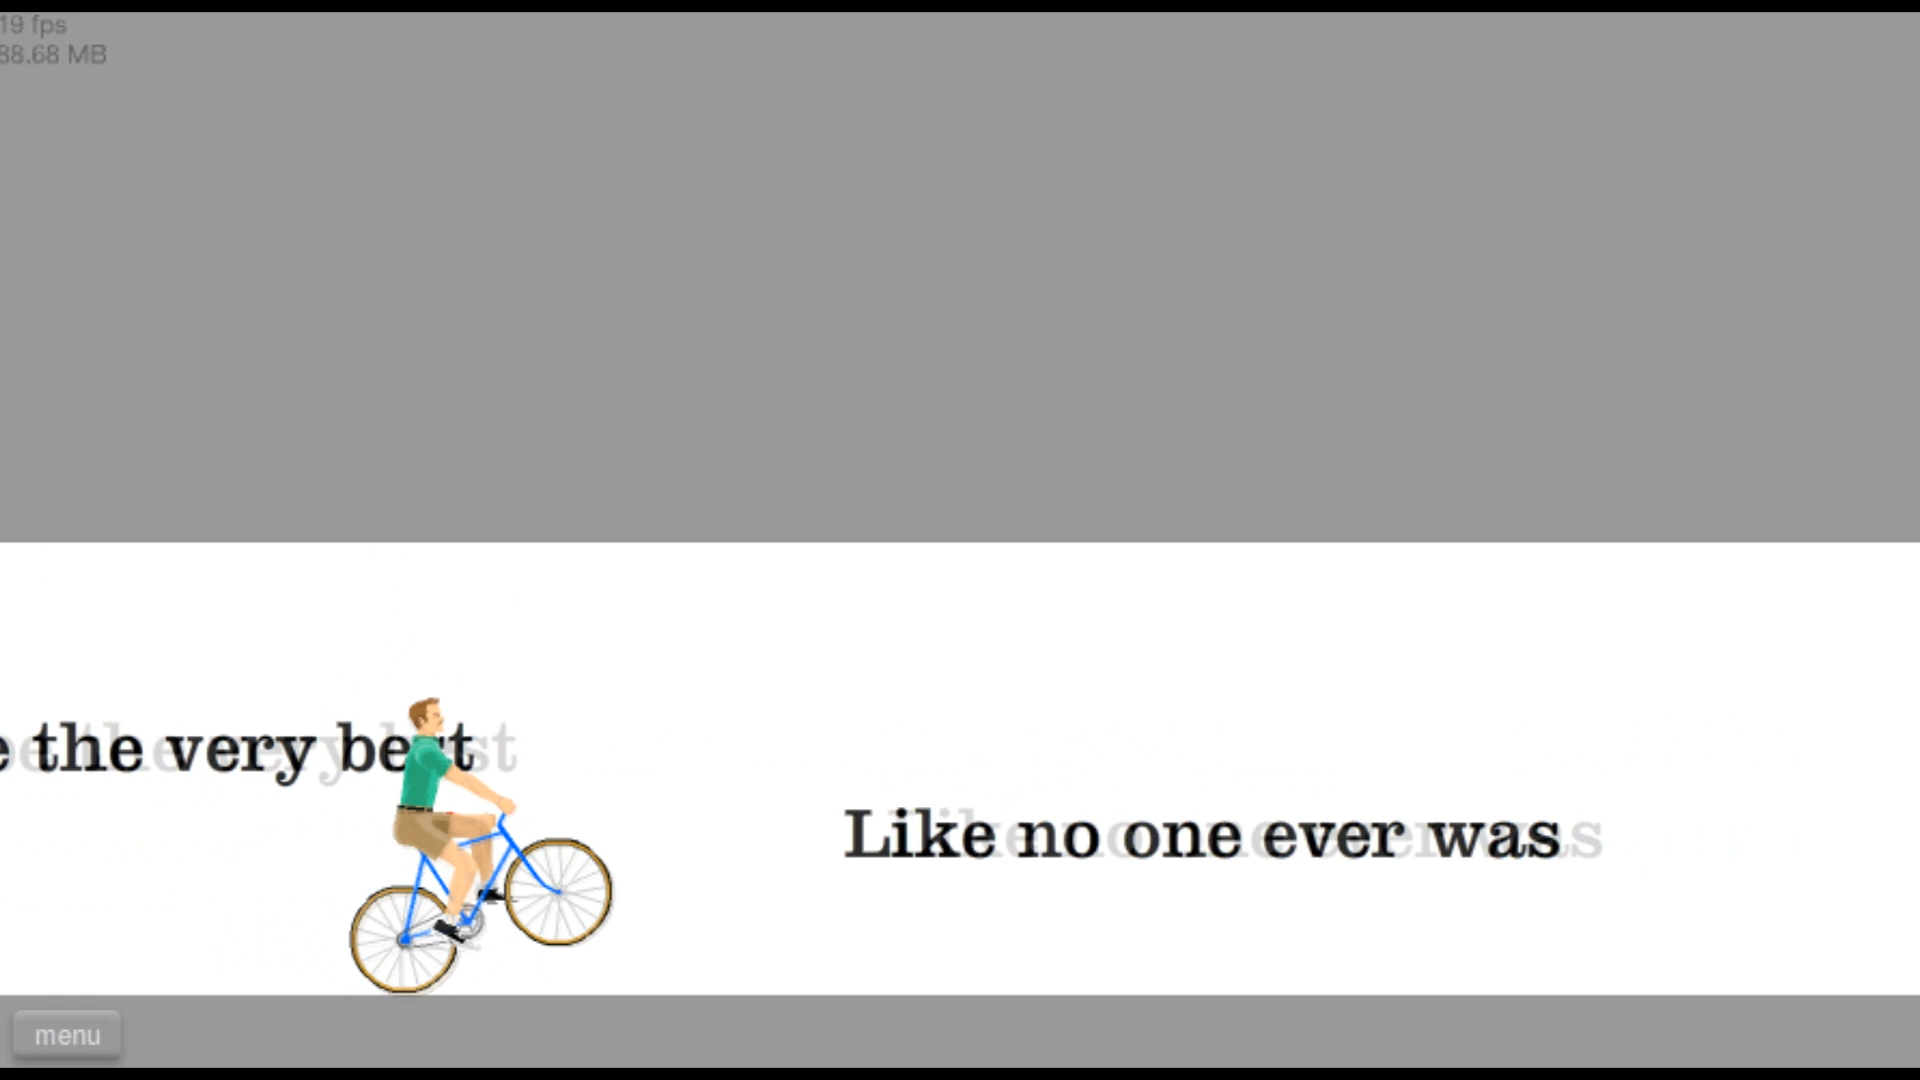 19 fps
88.68 MB
e the very best
Like no one ever was
menu